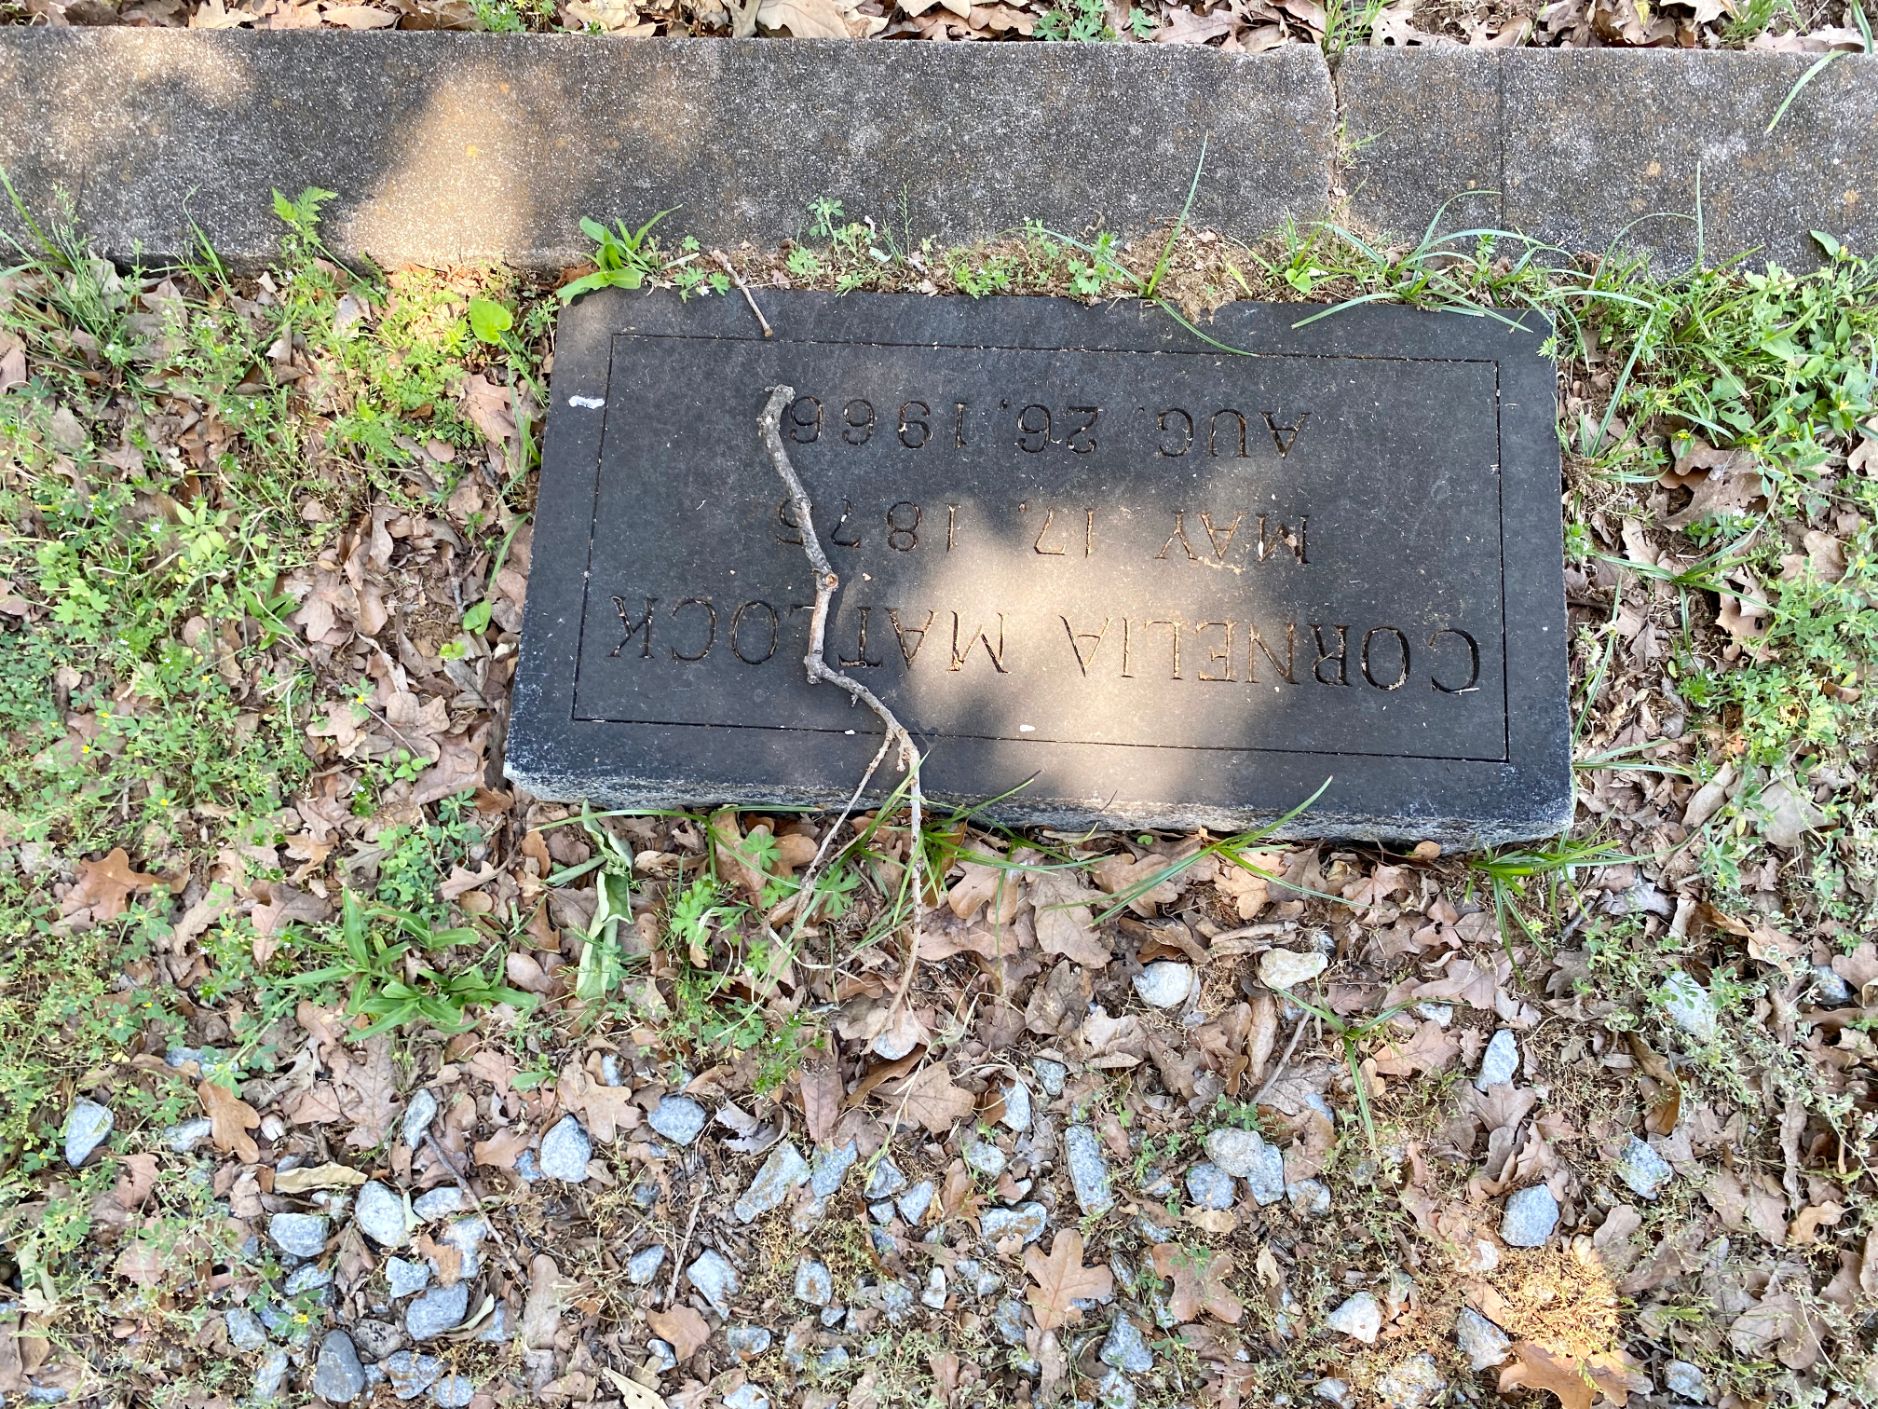 CORNELIA MATLOCK
MAY 17, 1875
AUG. 26, 1966